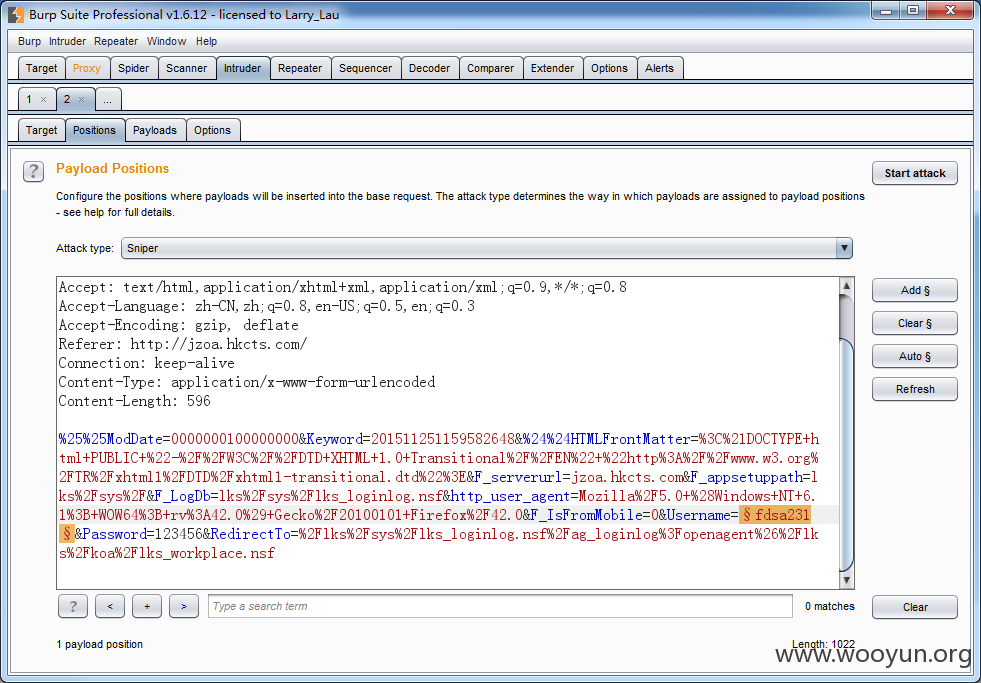 Burp Suite Professional v1.6.12 - licensed to Larry_Lau
Burp Intruder Repeater Window Help
Target Proxy Spider Scanner Intruder Repeater Sequencer Decoder Comparer Extender Options Alerts
1 × 2 × ...
Target Positions Payloads Options
? Payload Positions
Start attack
Configure the positions where payloads will be inserted into the base request. The attack type determines the way in which payloads are assigned to payload positions
- see help for full details.
Attack type: Sniper
Accept: text/html,application/xhtml+xml,application/xml;q=0.9,*/*;q=0.8
Accept-Language: zh-CN,zh;q=0.8,en-US;q=0.5,en;q=0.3
Accept-Encoding: gzip, deflate
Referer: http://jzoa.hkcts.com/
Connection: keep-alive
Content-Type: application/x-www-form-urlencoded
Content-Length: 596
%25%25ModDate=0000000100000000&Keyword=201511251159582648&%24%24HTMLFrontMatter=%3C%21DOCTYPE+h
tml+PUBLIC+%22-%2F%2FW3C%2F%2FDTD+XHTML+1.0+Transitional%2F%2FEN%22+%22http%3A%2F%2Fwww.w3.org%
2FTR%2Fxhtml1%2FDTD%2Fxhtml1-transitional.dtd%22%3E&F_serverurl=jzoa.hkcts.com&F_appsetuppath=l
ks%2Fsys%2F&F_LogDb=lks%2Fsys%2Flks_loginlog.nsf&http_user_agent=Mozilla%2F5.0+%28Windows+NT+6.
1%3B+WOW64%3B+rv%3A42.0%29+Gecko%2F20100101+Firefox%2F42.0&F_IsFromMobile=0&Username=§fdsa231
§&Password=123456&RedirectTo=%2Flks%2Fsys%2Flks_loginlog.nsf%2Fag_loginlog%3Fopenagent%26%2Flk
s%2Fkoa%2Flks_workplace.nsf
Add §
Clear §
Auto §
Refresh
? < + > Type a search term 0 matches Clear
1 payload position Length: 1022
www.wooyun.org